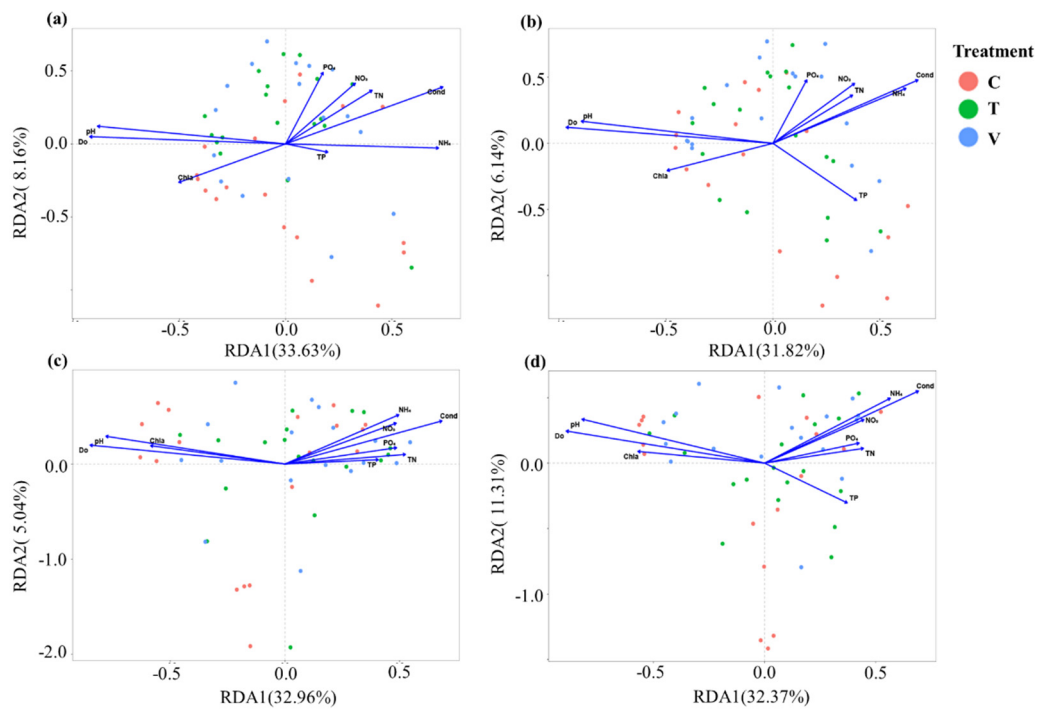 (a)
0.5
0.0
-0.5
-0.5
0.0
0.5
RDA1(33.63%)
RDA2( 8.16%)
PO₄
NO₃
TN
Cond
NH₄
TP
Chla
Do
pH
(b)
0.5
0.0
-0.5
-0.5
0.0
0.5
RDA1(31.82%)
RDA2( 6.14%)
PO₄
NO₃
TN
Cond
NH₄
TP
Chla
Do
pH
Treatment
C
T
V
(c)
0.0
-1.0
-2.0
-0.5
0.0
0.5
RDA1(32.96%)
RDA2( 5.04%)
NH₄
Cond
NO₃
PO₄
TN
TP
Chla
pH
Do
(d)
0.0
-1.0
-0.5
0.0
0.5
RDA1(32.37%)
RDA2( 11.31%)
Cond
NH₄
NO₃
PO₄
TN
TP
Chla
pH
Do